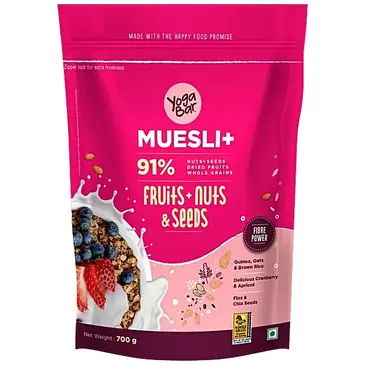 MADE WITH THE HAPPY FOOD PROMISE
Zipper lock for extra freshness
Yoga
Bar
MUESLI+
91%
NUTS+SEEDS
DRIED FRUITS
WHOLE GRAINS
FRUITS + NUTS
& SEEDS
FIBRE
POWER
Quinoa, Oats
& Brown Rice
Delicious Cranberry
& Apricot
Flax &
Chia Seeds
Net Weight : 700 g